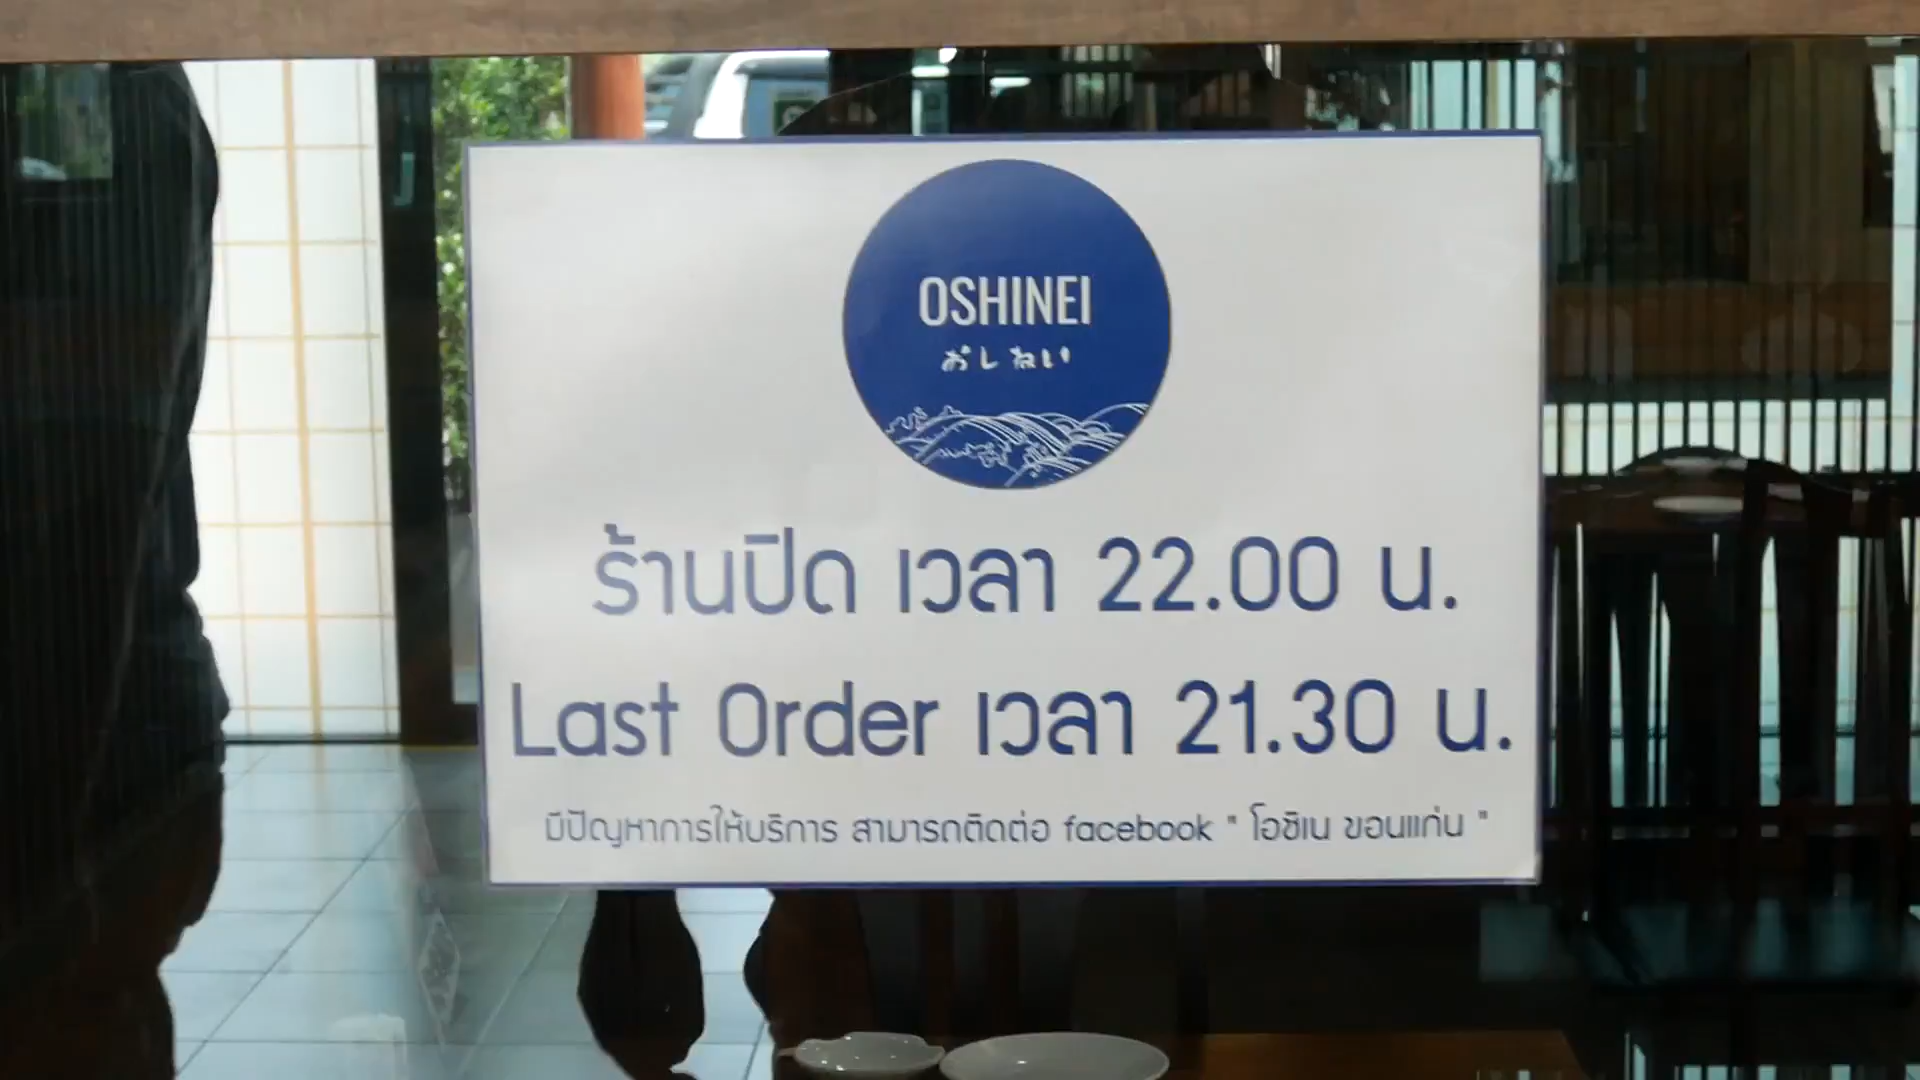 OSHINEI
おしねい
ร้านปิด เวลา 22.00 น.
Last Order เวลา 21.30 น.
มีปัญหาการให้บริการ สามารถติดต่อ facebook " โอชิเน ขอนแก่น "